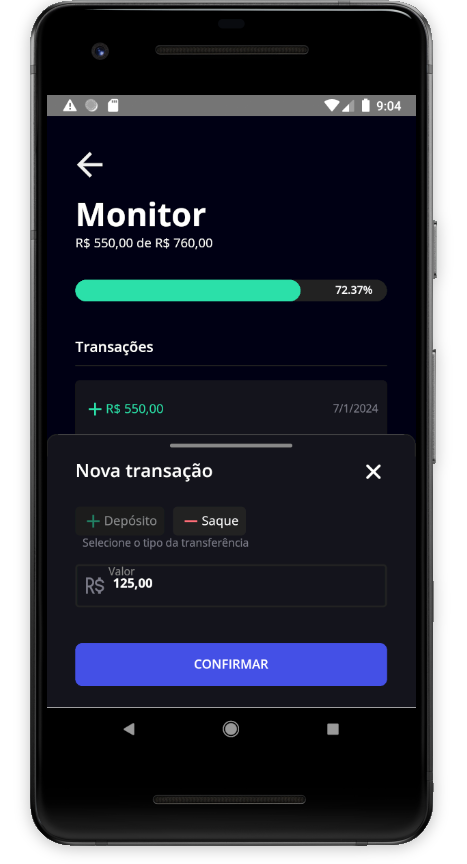 9:04
Monitor
R$ 550,00 de R$ 760,00
72.37%
Transações
+ R$ 550,00
7/1/2024
Nova transação
+ Depósito
− Saque
Selecione o tipo da transferência
Valor
R$ 125,00
CONFIRMAR